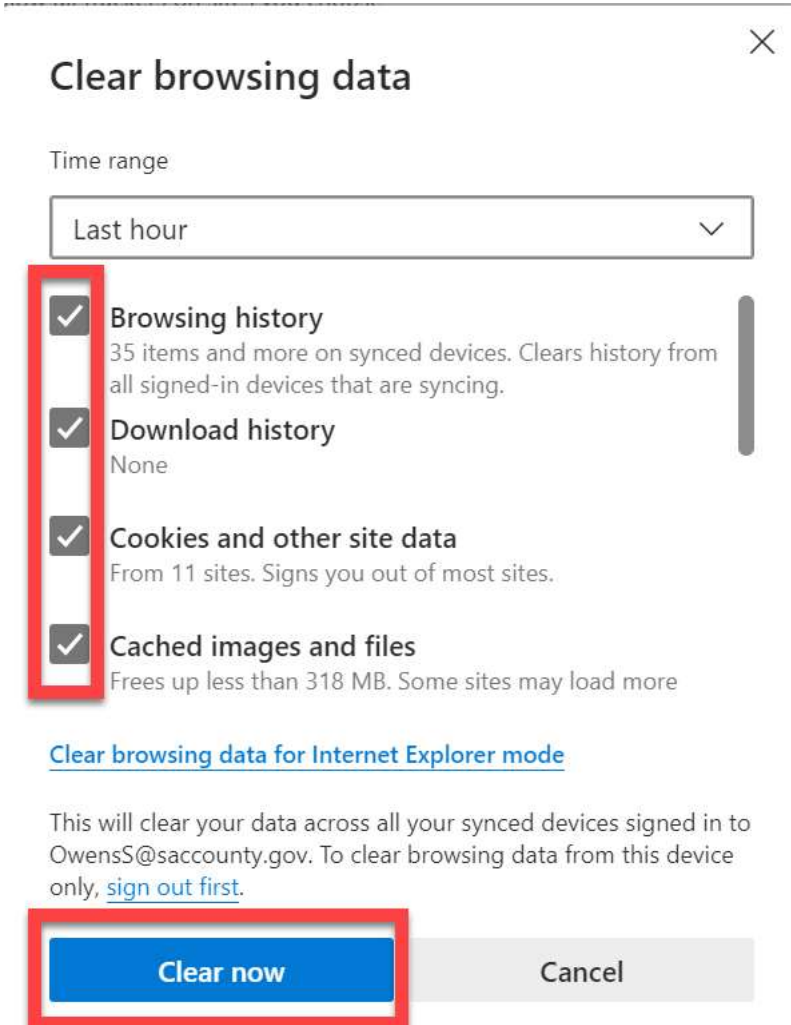 Clear browsing data
Time range
Last hour
Browsing history
35 items and more on synced devices. Clears history from
all signed-in devices that are syncing.
Download history
None
Cookies and other site data
From 11 sites. Signs you out of most sites.
Cached images and files
Frees up less than 318 MB. Some sites may load more
Clear browsing data for Internet Explorer mode
This will clear your data across all your synced devices signed in to
OwensS@saccounty.gov. To clear browsing data from this device
only, sign out first.
Clear now
Cancel